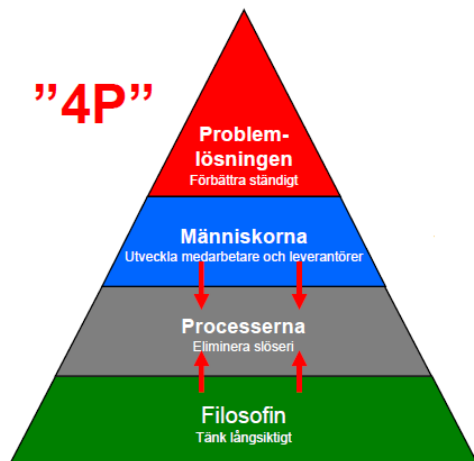 ”4P”
Problem-
lösningen
Förbättra ständigt
Människorna
Utveckla medarbetare och leverantörer
Processerna
Eliminera slöseri
Filosofin
Tänk långsiktigt